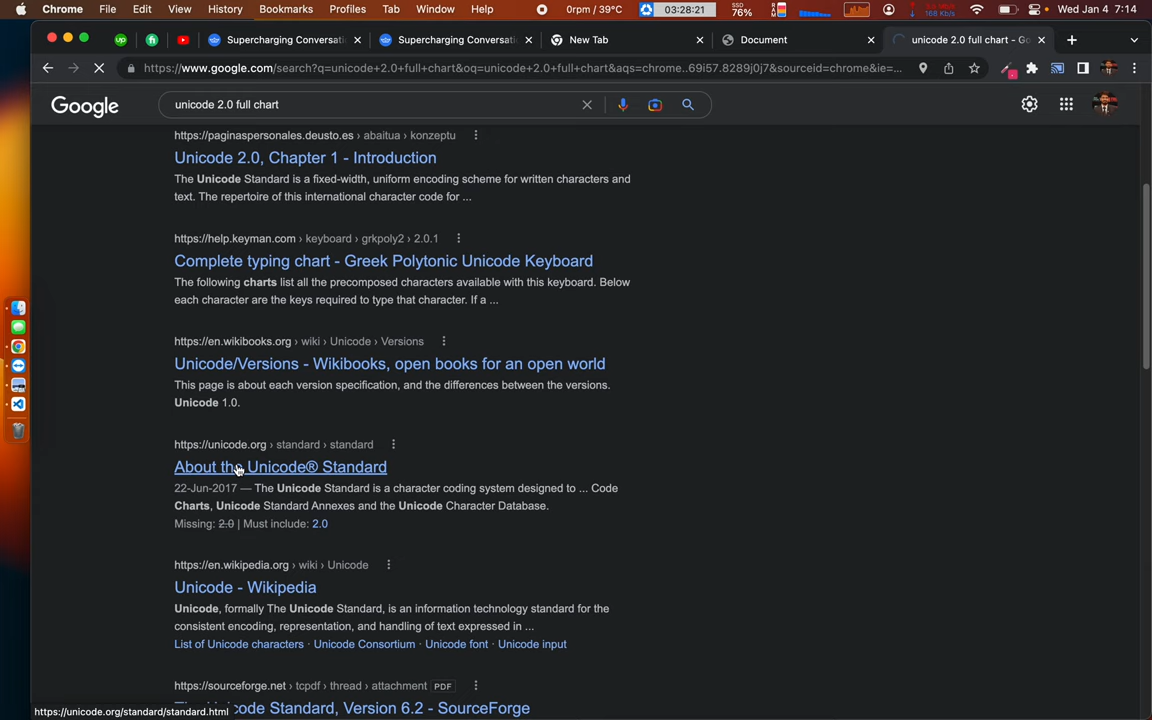 Chrome File Edit View History Bookmarks Profiles Tab Window Help 0rpm / 39°C 03:28:21 SSD 76% 168 KB/s Wed Jan 4 7:14
up fi Supercharging Conversati Supercharging Conversati New Tab Document unicode 2.0 full chart - Go
https://www.google.com/search?q=unicode+2.0+full+chart&oq=unicode+2.0+full+chart&aqs=chrome..69i57.8289j0j7&sourceid=chrome&ie=...
Google unicode 2.0 full chart
https://paginaspersonales.deusto.es › abaitua › konzeptu
Unicode 2.0, Chapter 1 - Introduction
The Unicode Standard is a fixed-width, uniform encoding scheme for written characters and
text. The repertoire of this international character code for ...
https://help.keyman.com › keyboard › grkpoly2 › 2.0.1
Complete typing chart - Greek Polytonic Unicode Keyboard
The following charts list all the precomposed characters available with this keyboard. Below
each character are the keys required to type that character. If a ...
https://en.wikibooks.org › wiki › Unicode › Versions
Unicode/Versions - Wikibooks, open books for an open world
This page is about each version specification, and the differences between the versions.
Unicode 1.0.
https://unicode.org › standard › standard
About the Unicode® Standard
22-Jun-2017 — The Unicode Standard is a character coding system designed to ... Code
Charts, Unicode Standard Annexes and the Unicode Character Database.
Missing: 2.0 | Must include: 2.0
https://en.wikipedia.org › wiki › Unicode
Unicode - Wikipedia
Unicode, formally The Unicode Standard, is an information technology standard for the
consistent encoding, representation, and handling of text expressed in ...
List of Unicode characters · Unicode Consortium · Unicode font · Unicode input
https://sourceforge.net › tcpdf › thread › attachment PDF
code Standard, Version 6.2 - SourceForge
https://unicode.org/standard/standard.html